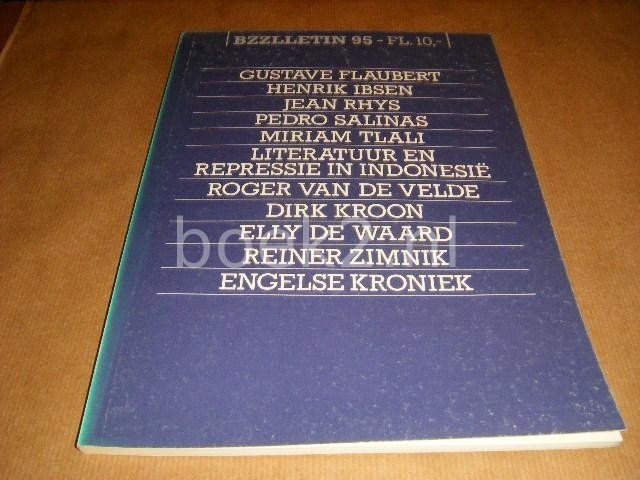 BZZLLETIN 95 - FL. 10,-
GUSTAVE FLAUBERT
HENRIK IBSEN
JEAN RHYS
PEDRO SALINAS
MIRIAM TLALI
LITERATUUR EN
REPRESSIE IN INDONESIË
ROGER VAN DE VELDE
DIRK KROON
ELLY DE WAARD
REINER ZIMNIK
ENGELSE KRONIEK
boek2.nl